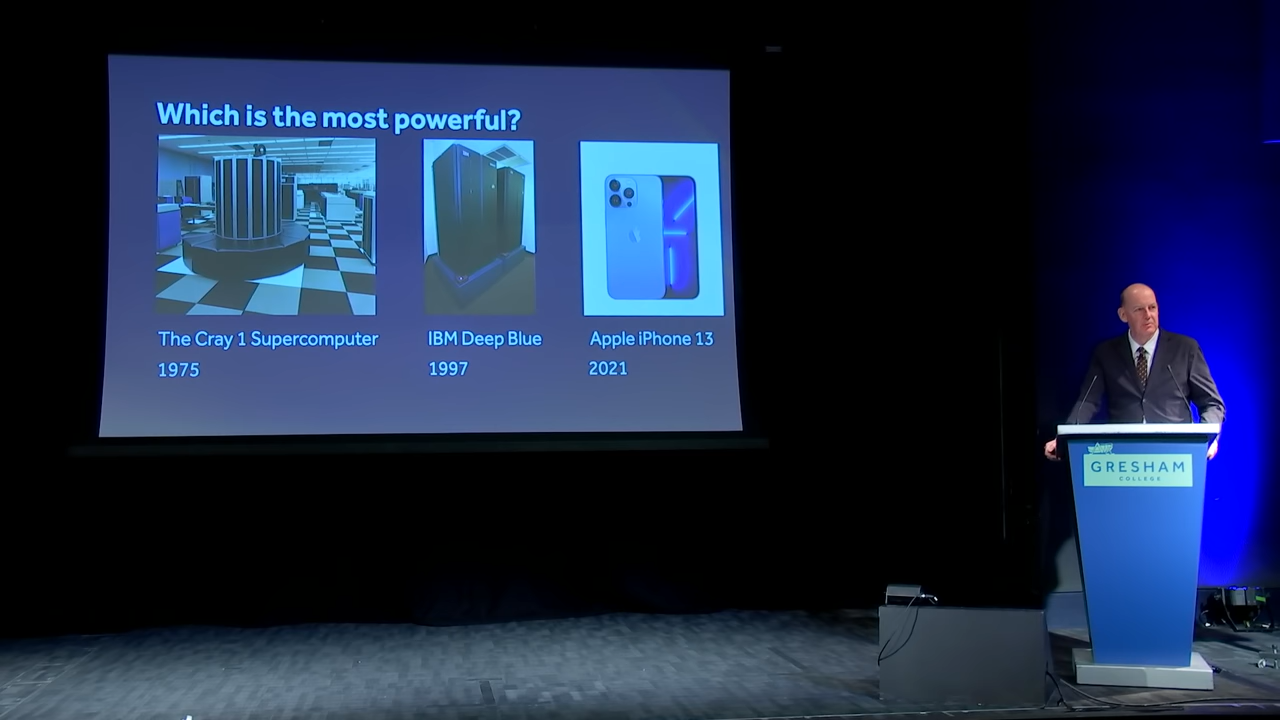 Which is the most powerful?
The Cray 1 Supercomputer
1975
IBM Deep Blue
1997
Apple iPhone 13
2021
GRESHAM
COLLEGE